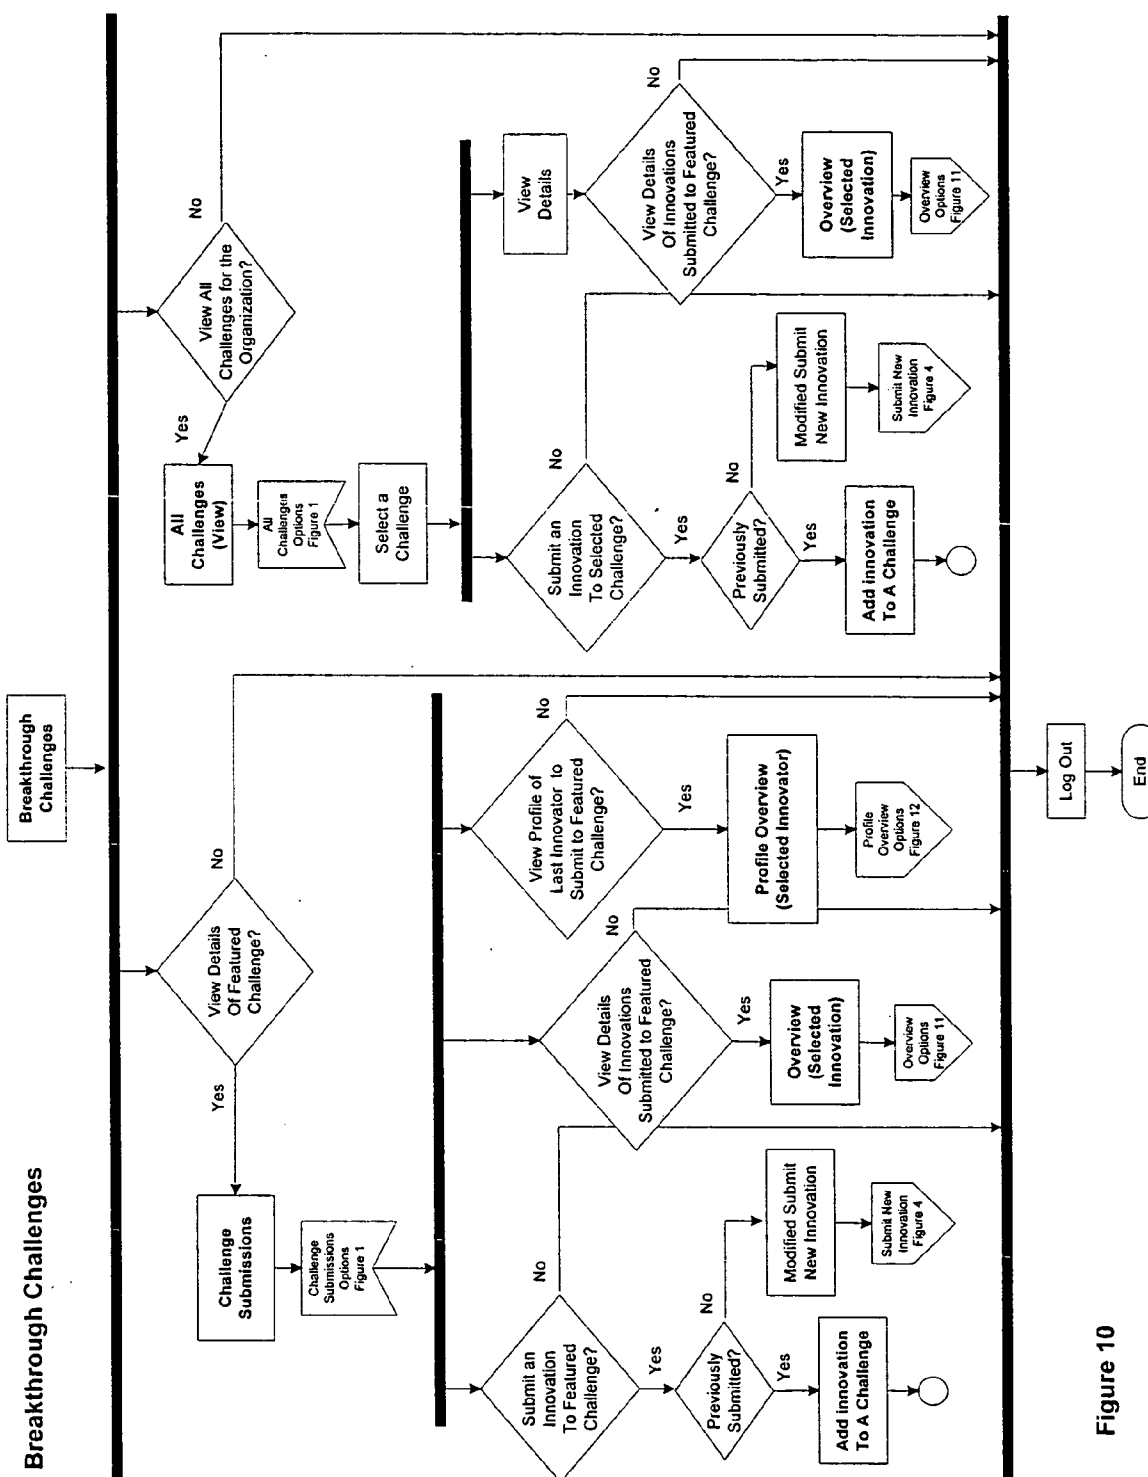 Breakthrough Challenges
Breakthrough
Challenges
View Details
Of Featured
Challenge?
Yes
No
Challenge
Submissions
Challenge
Submissions
Options
Figure 1
Submit an
Innovation
To Featured
Challenge?
No
Yes
Previously
Submitted?
No
Yes
Modified Submit
New Innovation
Submit New
Innovation
Figure 4
Add Innovation
To A Challenge
View Details
Of Innovations
Submitted to Featured
Challenge?
No
Yes
Overview
(Selected
Innovation)
Overview
Options
Figure 11
View Profile of
Last Innovator to
Submit to Featured
Challenge?
No
Yes
Profile Overview
(Selected Innovator)
Profile
Overview
Options
Figure 12
View All
Challenges for the
Organization?
Yes
No
All
Challenges
(View)
All
Challenges
Options
Figure 1
Select a
Challenge
Submit an
Innovation
To Selected
Challenge?
No
Yes
Previously
Submitted?
No
Yes
Modified Submit
New Innovation
Submit New
Innovation
Figure 4
Add Innovation
To A Challenge
View
Details
View Details
Of Innovations
Submitted to Featured
Challenge?
No
Yes
Overview
(Selected
Innovation)
Overview
Options
Figure 11
Log Out
End
Figure 10